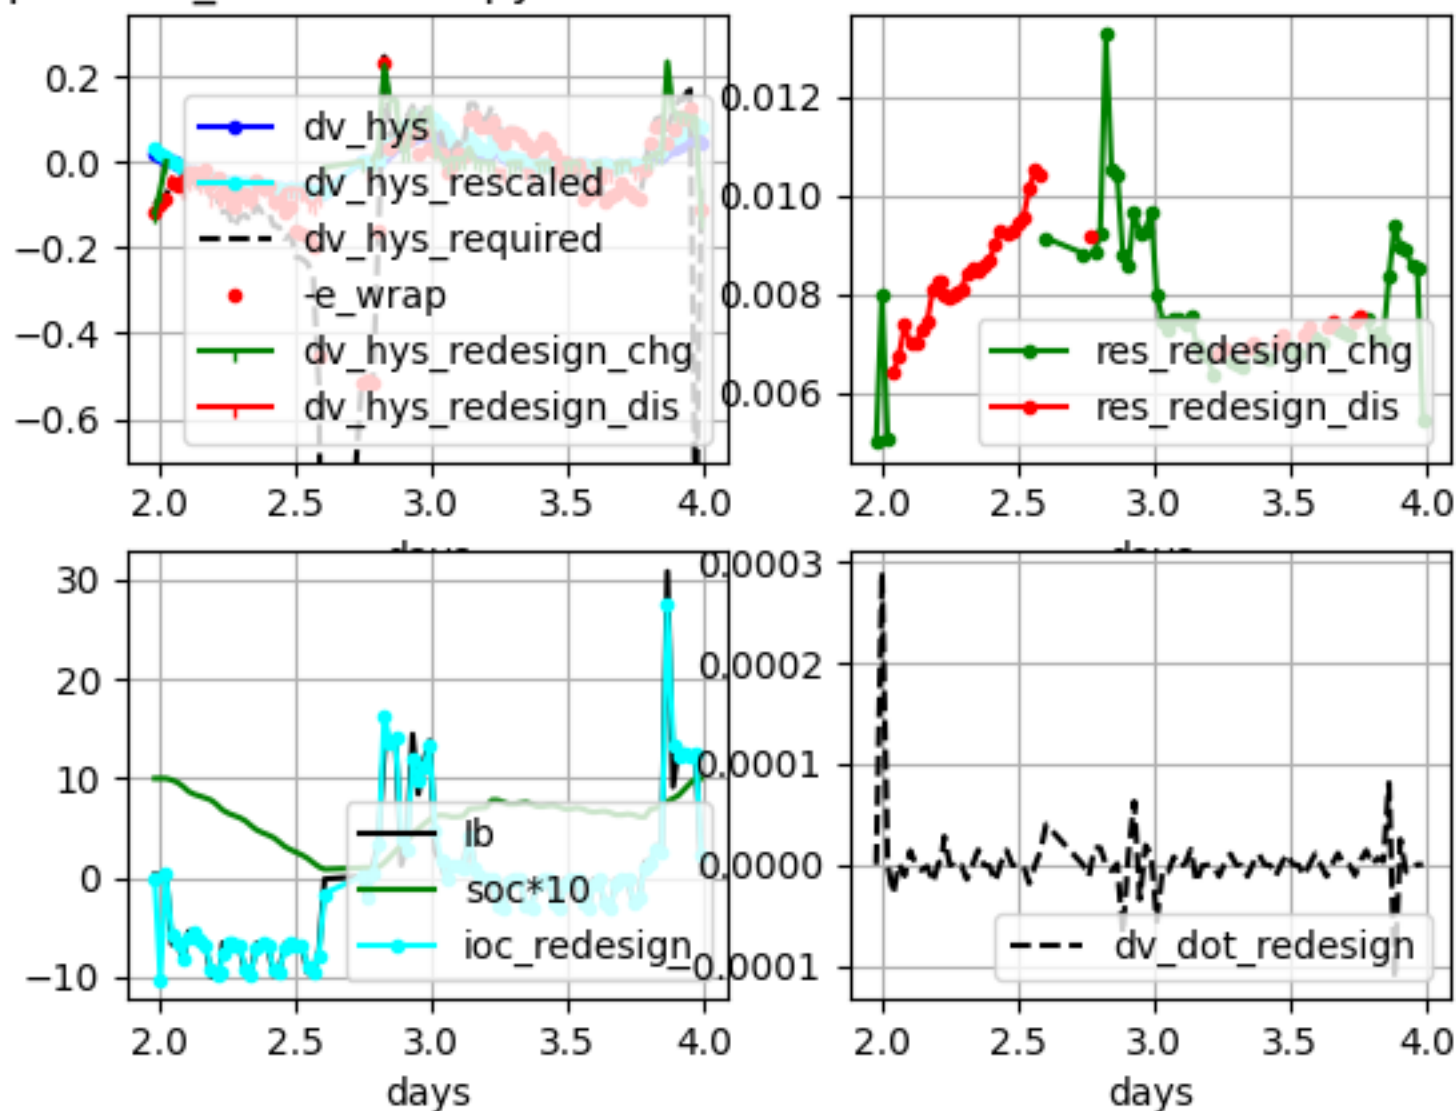 0.2
0.0
−0.2
−0.4
−0.6
dv_hys
dv_hys_rescaled
dv_hys_required
-e_wrap
dv_hys_redesign_chg
dv_hys_redesign_dis
2.0 2.5 3.0 3.5 4.0
0.012
0.010
0.008
0.006
res_redesign_chg
res_redesign_dis
2.0 2.5 3.0 3.5 4.0
30
20
10
0
−10
Ib
soc*10
ioc_redesign
2.0 2.5 3.0 3.5 4.0
days
0.0003
0.0002
0.0001
0.0000
−0.0001
dv_dot_redesign
2.0 2.5 3.0 3.5 4.0
days